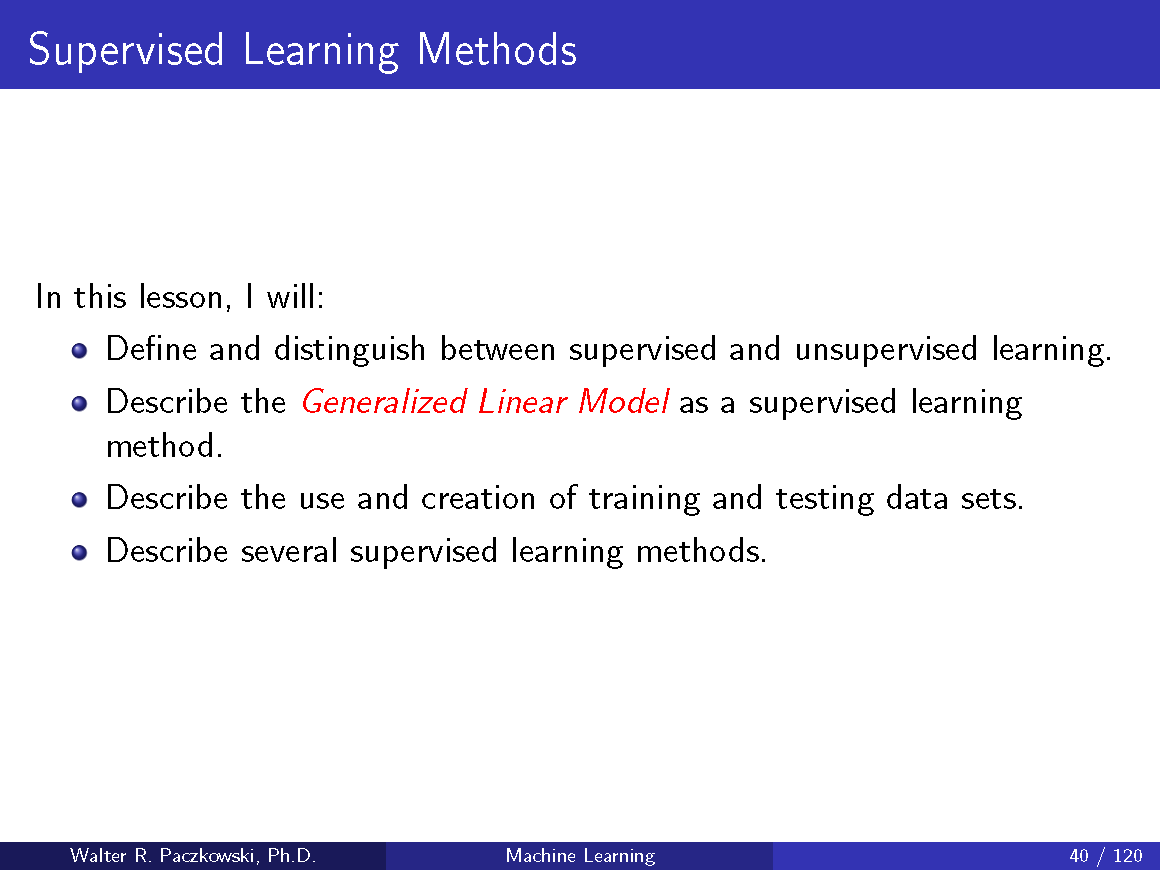 Supervised Learning Methods
In this lesson, I will:
Define and distinguish between supervised and unsupervised learning.
Describe the Generalized Linear Model as a supervised learning
method.
Describe the use and creation of training and testing data sets.
Describe several supervised learning methods.
Walter R. Paczkowski, Ph.D.
Machine Learning
40 / 120